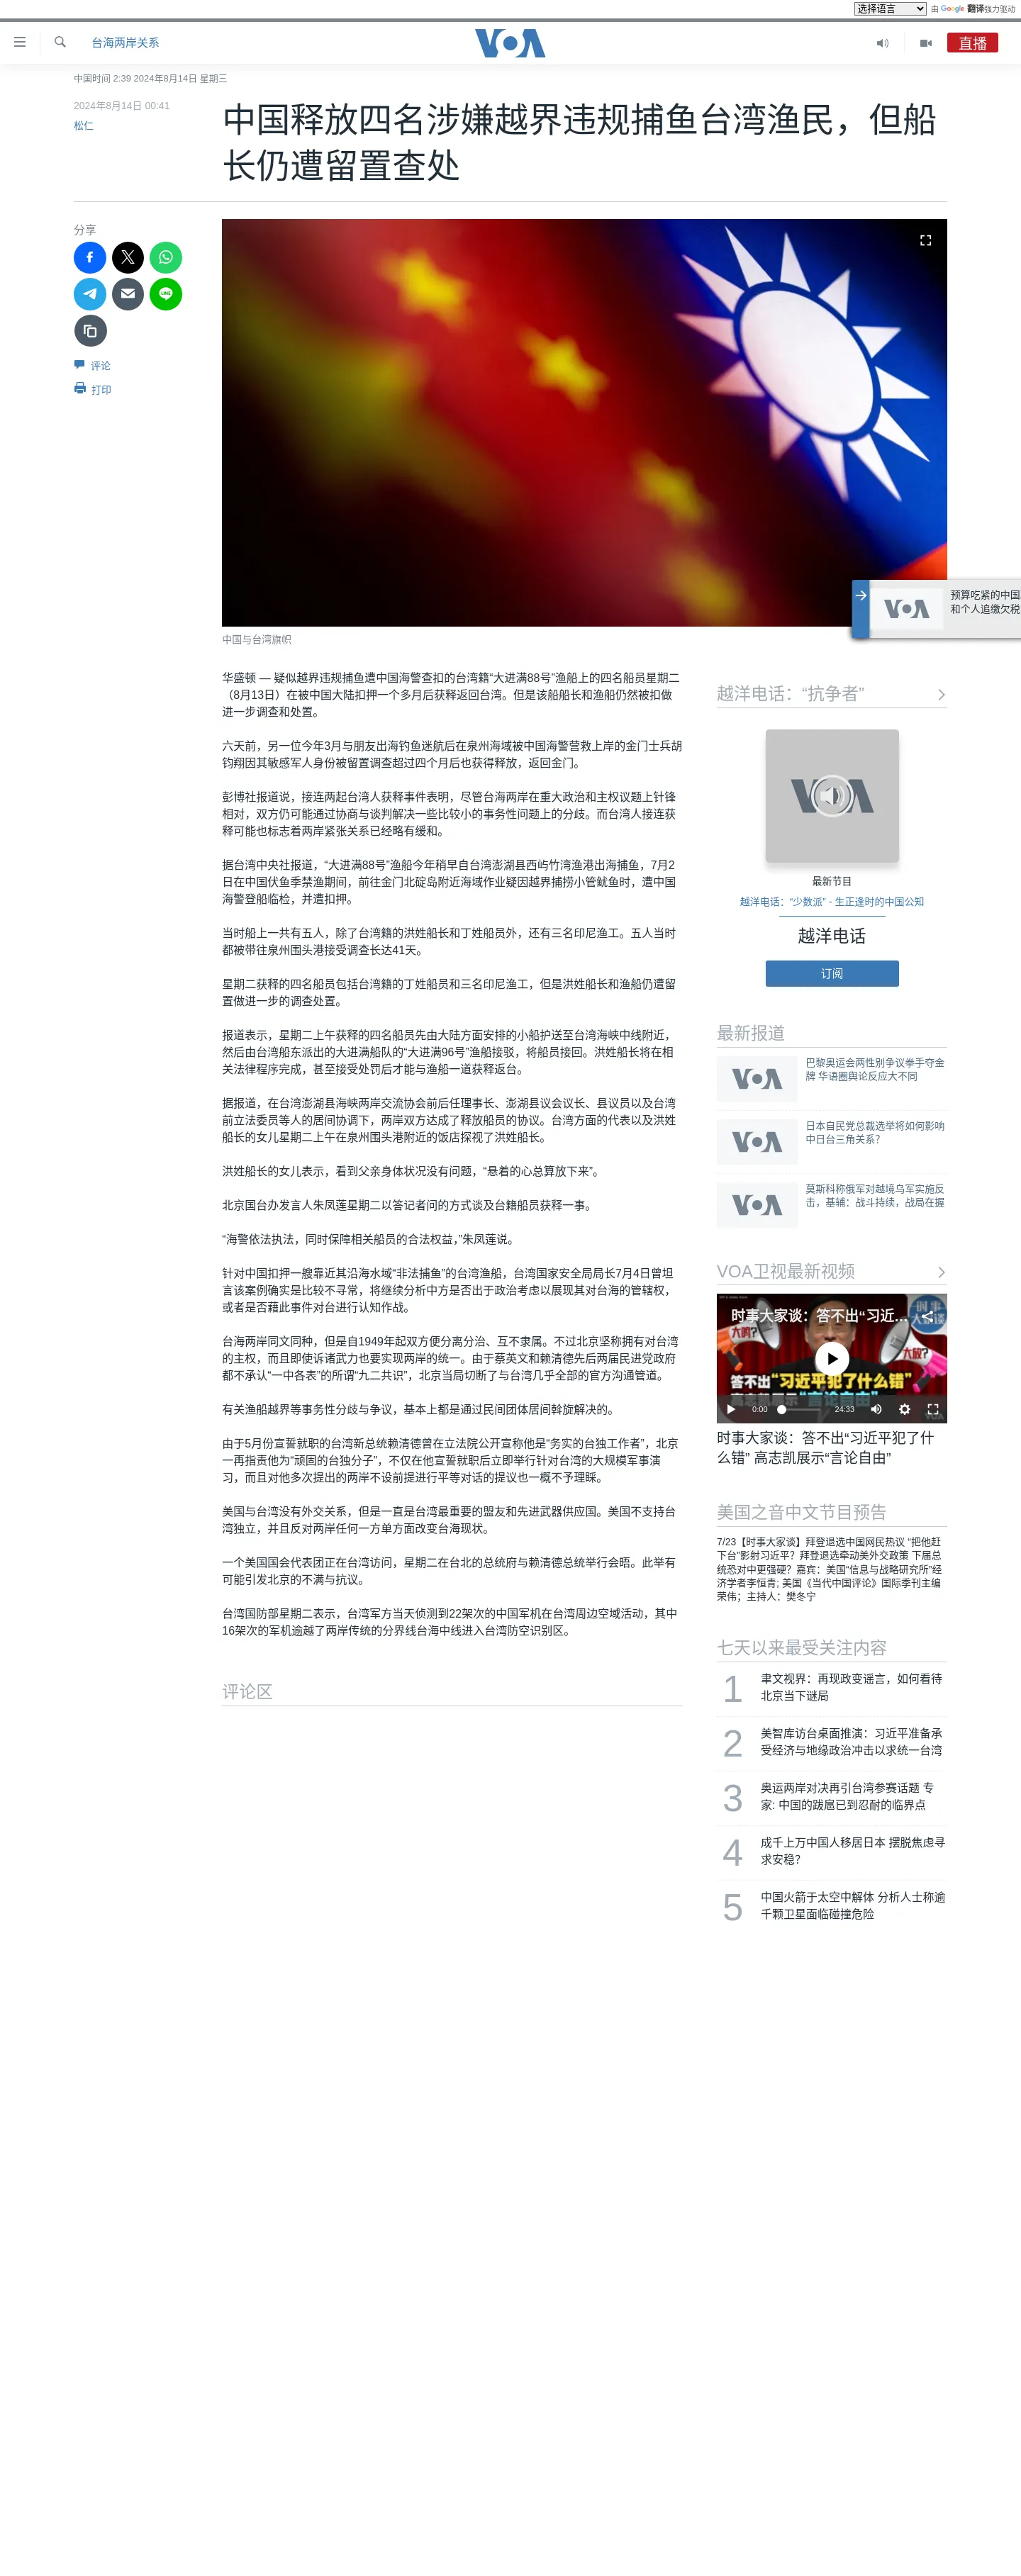 选择语言
由 Google 翻译强力驱动
台海两岸关系
VOA
直播
中国时间 2:39 2024年8月14日 星期三
2024年8月14日 00:41
松仁
中国释放四名涉嫌越界违规捕鱼台湾渔民，但船
长仍遭留置查处
分享
LINE
评论
打印
VOA
预算吃紧的中国
和个人追缴欠税
中国与台湾旗帜
华盛顿 — 疑似越界违规捕鱼遭中国海警查扣的台湾籍“大进满88号”渔船上的四名船员星期二
（8月13日）在被中国大陆扣押一个多月后获释返回台湾。但是该船船长和渔船仍然被扣做
进一步调查和处置。
六天前，另一位今年3月与朋友出海钓鱼迷航后在泉州海域被中国海警营救上岸的金门士兵胡
钧翔因其敏感军人身份被留置调查超过四个月后也获得释放，返回金门。
彭博社报道说，接连两起台湾人获释事件表明，尽管台海两岸在重大政治和主权议题上针锋
相对，双方仍可能通过协商与谈判解决一些比较小的事务性问题上的分歧。而台湾人接连获
释可能也标志着两岸紧张关系已经略有缓和。
据台湾中央社报道，“大进满88号”渔船今年稍早自台湾澎湖县西屿竹湾渔港出海捕鱼，7月2
日在中国伏鱼季禁渔期间，前往金门北碇岛附近海域作业疑因越界捕捞小管鱿鱼时，遭中国
海警登船临检，并遭扣押。
当时船上一共有五人，除了台湾籍的洪姓船长和丁姓船员外，还有三名印尼渔工。五人当时
都被带往泉州围头港接受调查长达41天。
星期二获释的四名船员包括台湾籍的丁姓船员和三名印尼渔工，但是洪姓船长和渔船仍遭留
置做进一步的调查处置。
报道表示，星期二上午获释的四名船员先由大陆方面安排的小船护送至台湾海峡中线附近，
然后由台湾船东派出的大进满船队的“大进满96号”渔船接驳，将船员接回。洪姓船长将在相
关法律程序完成，甚至接受处罚后才能与渔船一道获释返台。
据报道，在台湾澎湖县海峡两岸交流协会前后任理事长、澎湖县议会议长、县议员以及台湾
前立法委员等人的居间协调下，两岸双方达成了释放船员的协议。台湾方面的代表以及洪姓
船长的女儿星期二上午在泉州围头港附近的饭店探视了洪姓船长。
洪姓船长的女儿表示，看到父亲身体状况没有问题，“悬着的心总算放下来”。
北京国台办发言人朱凤莲星期二以答记者问的方式谈及台籍船员获释一事。
“海警依法执法，同时保障相关船员的合法权益，”朱凤莲说。
针对中国扣押一艘靠近其沿海水域“非法捕鱼”的台湾渔船，台湾国家安全局局长7月4日曾坦
言该案例确实是比较不寻常，将继续分析中方是否出于政治考虑以展现其对台海的管辖权，
或者是否藉此事件对台进行认知作战。
台海两岸同文同种，但是自1949年起双方便分离分治、互不隶属。不过北京坚称拥有对台湾
的主权，而且即使诉诸武力也要实现两岸的统一。由于蔡英文和赖清德先后两届民进党政府
都不承认“一中各表”的所谓“九二共识”，北京当局切断了与台湾几乎全部的官方沟通管道。
有关渔船越界等事务性分歧与争议，基本上都是通过民间团体居间斡旋解决的。
由于5月份宣誓就职的台湾新总统赖清德曾在立法院公开宣称他是“务实的台独工作者”，北京
一再指责他为“顽固的台独分子”，不仅在他宣誓就职后立即举行针对台湾的大规模军事演
习，而且对他多次提出的两岸不设前提进行平等对话的提议也一概不予理睬。
美国与台湾没有外交关系，但是一直是台湾最重要的盟友和先进武器供应国。美国不支持台
湾独立，并且反对两岸任何一方单方面改变台海现状。
一个美国国会代表团正在台湾访问，星期二在台北的总统府与赖清德总统举行会晤。此举有
可能引发北京的不满与抗议。
台湾国防部星期二表示，台湾军方当天侦测到22架次的中国军机在台湾周边空域活动，其中
16架次的军机逾越了两岸传统的分界线台海中线进入台湾防空识别区。
评论区
越洋电话：“抗争者”
VOA
最新节目
越洋电话：“少数派” - 生正逢时的中国公知
越洋电话
订阅
最新报道
VOA
巴黎奥运会两性别争议拳手夺金
牌 华语圈舆论反应大不同
VOA
日本自民党总裁选举将如何影响
中日台三角关系？
VOA
莫斯科称俄军对越境乌军实施反
击，基辅：战斗持续，战局在握
VOA卫视最新视频
时事大家谈：答不出“习近...
答不出“习近平犯了什么错”
0:00
24:33
时事大家谈：答不出“习近平犯了什
么错” 高志凯展示“言论自由”
美国之音中文节目预告
7/23【时事大家谈】拜登退选中国网民热议 “把他赶
下台”影射习近平？拜登退选牵动美外交政策 下届总
统恐对中更强硬？嘉宾：美国“信息与战略研究所”经
济学者李恒青; 美国《当代中国评论》国际季刊主编
荣伟；主持人：樊冬宁
七天以来最受关注内容
1
聿文视界：再现政变谣言，如何看待
北京当下谜局
2
美智库访台桌面推演：习近平准备承
受经济与地缘政治冲击以求统一台湾
3
奥运两岸对决再引台湾参赛话题 专
家: 中国的跋扈已到忍耐的临界点
4
成千上万中国人移居日本 摆脱焦虑寻
求安稳？
5
中国火箭于太空中解体 分析人士称逾
千颗卫星面临碰撞危险